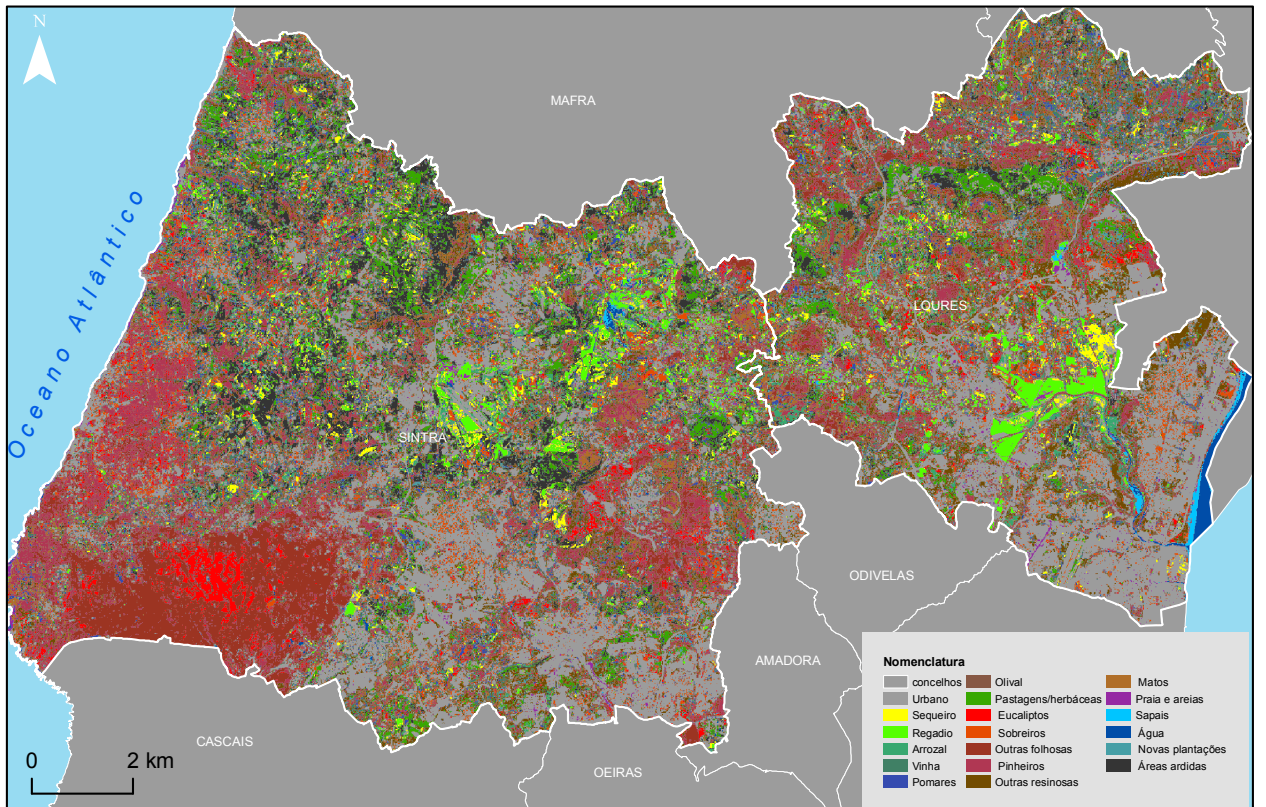 N
MAFRA
Oceano Atlântico
LOURES
SINTRA
ODIVELAS
AMADORA
CASCAIS
OEIRAS
0 2 km
Nomenclatura
concelhos Olival Matos
Urbano Pastagens/herbáceas Praia e areias
Sequeiro Eucaliptos Sapais
Regadio Sobreiros Água
Arrozal Outras folhosas Novas plantações
Vinha Pinheiros Áreas ardidas
Pomares Outras resinosas